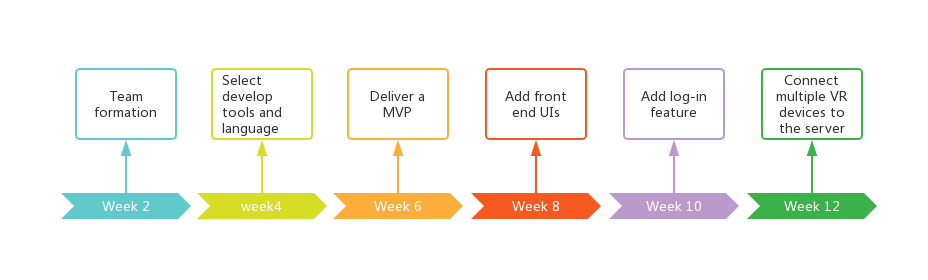 Team
formation
Select
develop
tools and
language
Deliver a
MVP
Add front
end UIs
Add log-in
feature
Connect
multiple VR
devices to
the server
Week 2
week4
Week 6
Week 8
Week 10
Week 12